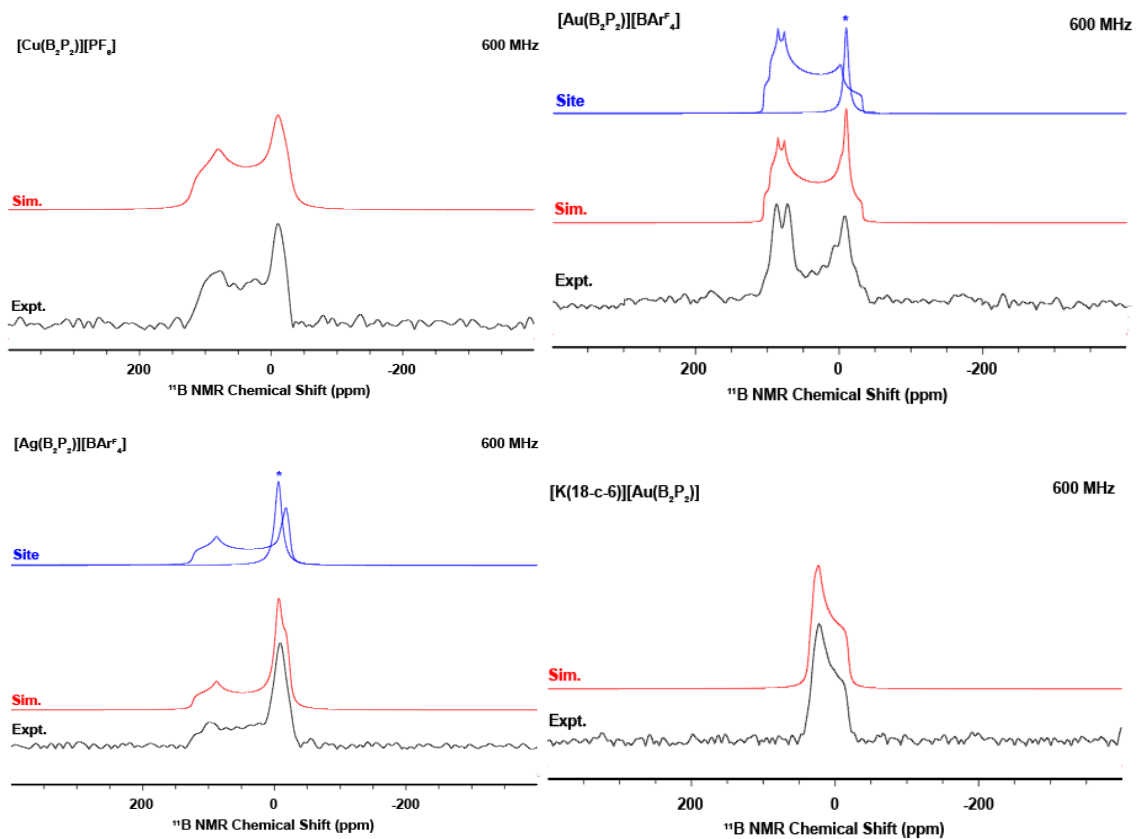 [Cu(B₂P₂)][PF₆]
600 MHz
Sim.
Expt.
200
0
-200
¹¹B NMR Chemical Shift (ppm)
[Au(B₂P₂)][BArᶠ₄]
600 MHz
*
Site
Sim.
Expt.
200
0
-200
¹¹B NMR Chemical Shift (ppm)
[Ag(B₂P₂)][BArᶠ₄]
600 MHz
*
Site
Sim.
Expt.
200
0
-200
¹¹B NMR Chemical Shift (ppm)
[K(18-c-6)][Au(B₂P₂)]
600 MHz
Sim.
Expt.
200
0
-200
¹¹B NMR Chemical Shift (ppm)